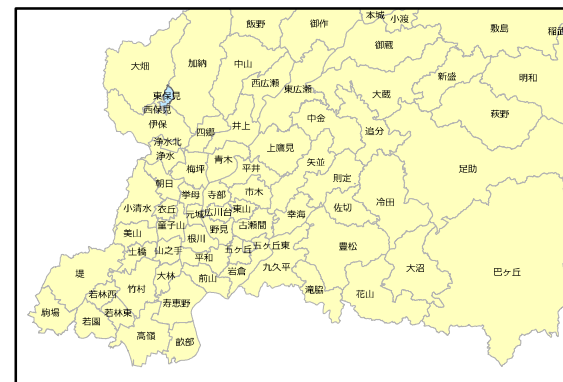 本城
小渡
飯野
御作
敷島
稲武
御蔵
大畑
加納
中山
西広瀬
東広瀬
新盛
明和
東保見
西保見
大蔵
萩野
伊保
四郷
井上
中金
追分
浄水北
浄水
上鷹見
青木
矢並
梅坪
平井
足助
則定
朝日
挙母
寺部
市木
小清水
衣丘
元城
広川台
東山
幸海
佐切
冷田
美山
童子山
野見
古瀬間
根川
土橋
山之手
五ヶ丘
五ケ丘東
豊松
平和
堤
大林
前山
岩倉
九久平
大沼
巴ヶ丘
若林西
竹村
滝脇
花山
駒場
若園
若林東
寿恵野
高嶺
畝部